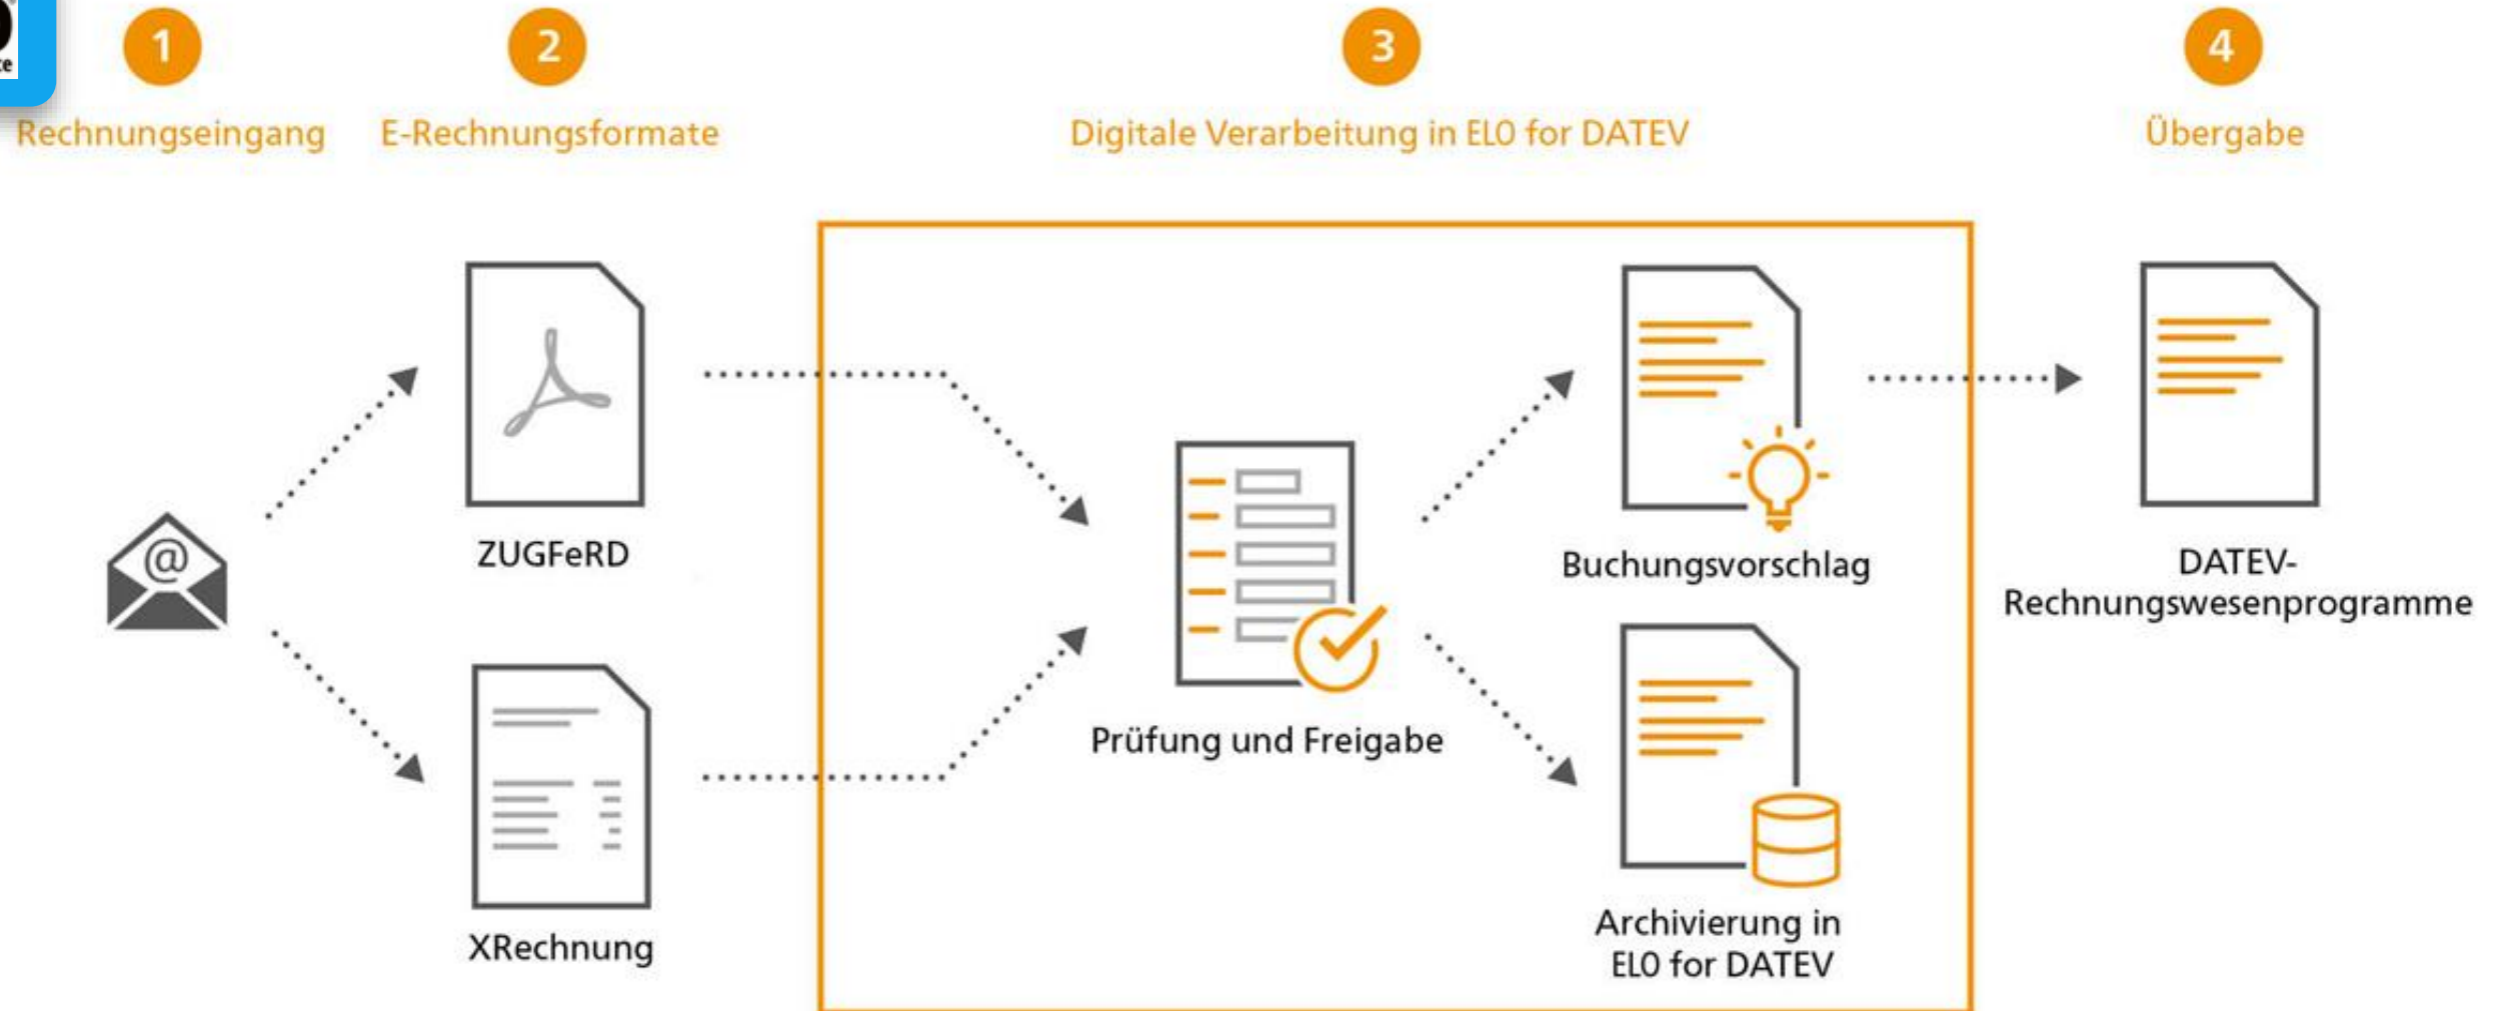 1
2
3
4
Rechnungseingang
E-Rechnungsformate
Digitale Verarbeitung in ELO for DATEV
Übergabe
@
ZUGFeRD
XRechnung
Prüfung und Freigabe
Buchungsvorschlag
Archivierung in
ELO for DATEV
DATEV-
Rechnungswesenprogramme